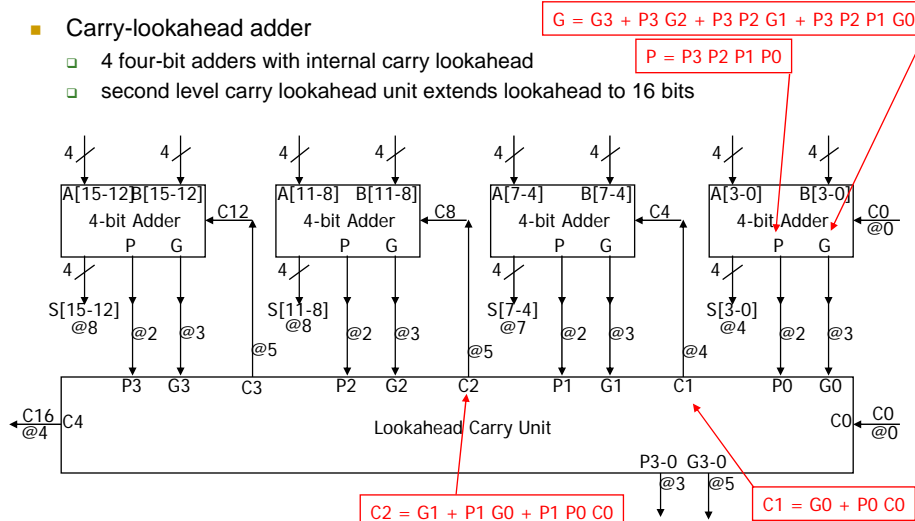 Carry-lookahead adder
4 four-bit adders with internal carry lookahead
second level carry lookahead unit extends lookahead to 16 bits
G = G3 + P3 G2 + P3 P2 G1 + P3 P2 P1 G0
P = P3 P2 P1 P0
4 4 4 4 4 4 4 4
A[15-12] B[15-12] A[11-8] B[11-8] A[7-4] B[7-4] A[3-0] B[3-0]
4-bit Adder C12 4-bit Adder C8 4-bit Adder C4 4-bit Adder C0
@0
P G P G P G P G
4 4 4 4
S[15-12] S[11-8] S[7-4] S[3-0]
@8 @8 @7 @4
@2 @3 @5 @2 @3 @5 @2 @3 @4 @2 @3
P3 G3 C3 P2 G2 C2 P1 G1 C1 P0 G0
C16 C4 Lookahead Carry Unit C0 C0
@4 @0
P3-0 G3-0
@3 @5
C2 = G1 + P1 G0 + P1 P0 C0
C1 = G0 + P0 C0